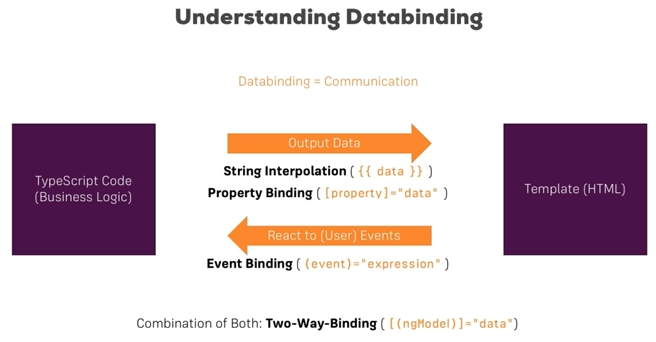 Understanding Databinding
Databinding = Communication
TypeScript Code
(Business Logic)
Output Data
String Interpolation ( {{ data }} )
Property Binding ( [property]="data" )
React to (User) Events
Event Binding ( (event)="expression" )
Template (HTML)
Combination of Both: Two-Way-Binding ( [(ngModel)]="data")